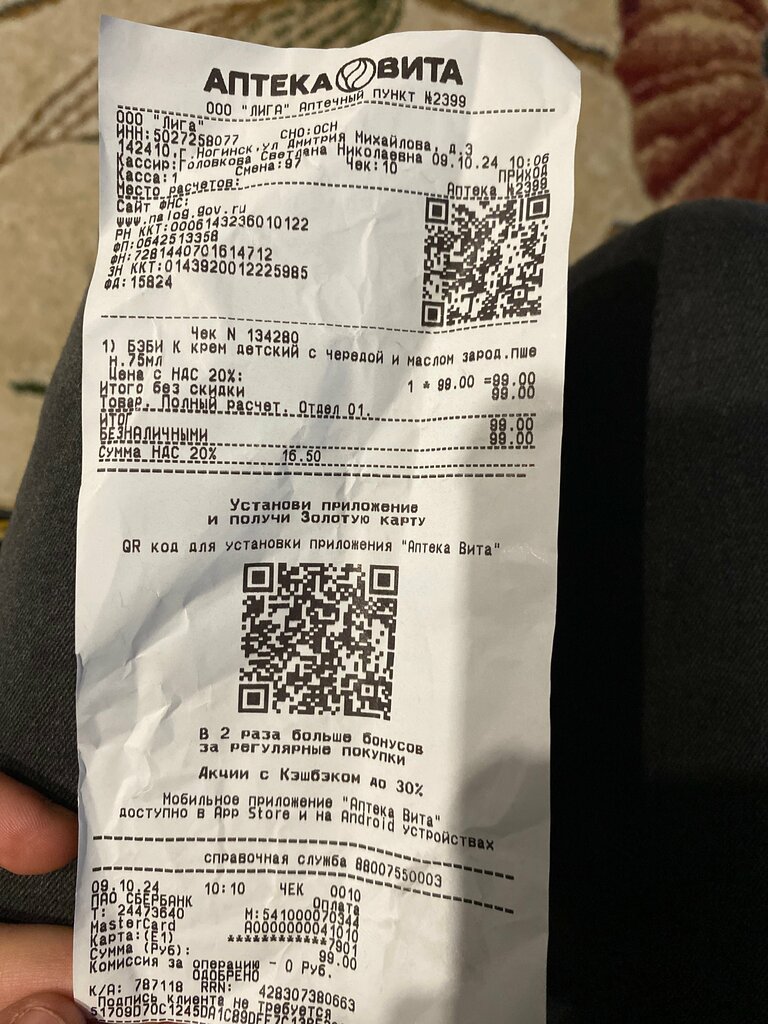 АПТЕКА ВИТА
ООО "ЛИГА" Аптечный пункт №2399
ООО "Лига"
ИНН:5027258077 СНО:ОСН
142410,Г.Ногинск,ул Дмитрия Михайлова, д.3
Кассир:Головкова Светлана Николаевна 09.10.24 10:06
Касса:1 Смена:97 Чек:10 ПРИХОД
Место расчетов: Аптека №2399
Сайт ФНС:
www.nalog.gov.ru
РН ККТ:0006143236010122
ФП:0642513358
ФН:7281440701614712
ЗН ККТ:0143920012225985
ФД:15824
Чек N 134280
1) БЭБИ К крем детский с чередой и маслом зарод.пше
н.75мл
Цена с НДС 20%: 1 * 99.00 =99.00
Итого без скидки 99.00
Товар. Полный расчет. Отдел 01.
ИТОГ 99.00
БЕЗНАЛИЧНЫМИ 99.00
Сумма НДС 20% 16.50
Установи приложение
и получи Золотую карту
QR код для установки приложения "Аптека Вита"
В 2 раза больше бонусов
за регулярные покупки
Акции с Кэшбэком до 30%
Мобильное приложение "Аптека Вита"
доступно в App Store и на Android устройствах
справочная служба 88007550003
09.10.24 10:10 ЧЕК 0010
ПАО СБЕРБАНК Оплата
Т: 24473640 М:541000070344
MasterCard A0000000041010
Карта:(E1) ************7901
Сумма (Руб): 99.00
Комиссия за операцию - 0 Руб.
ОДОБРЕНО
К/А: 787118 RRN: 428307380663
Подпись клиента не требуется